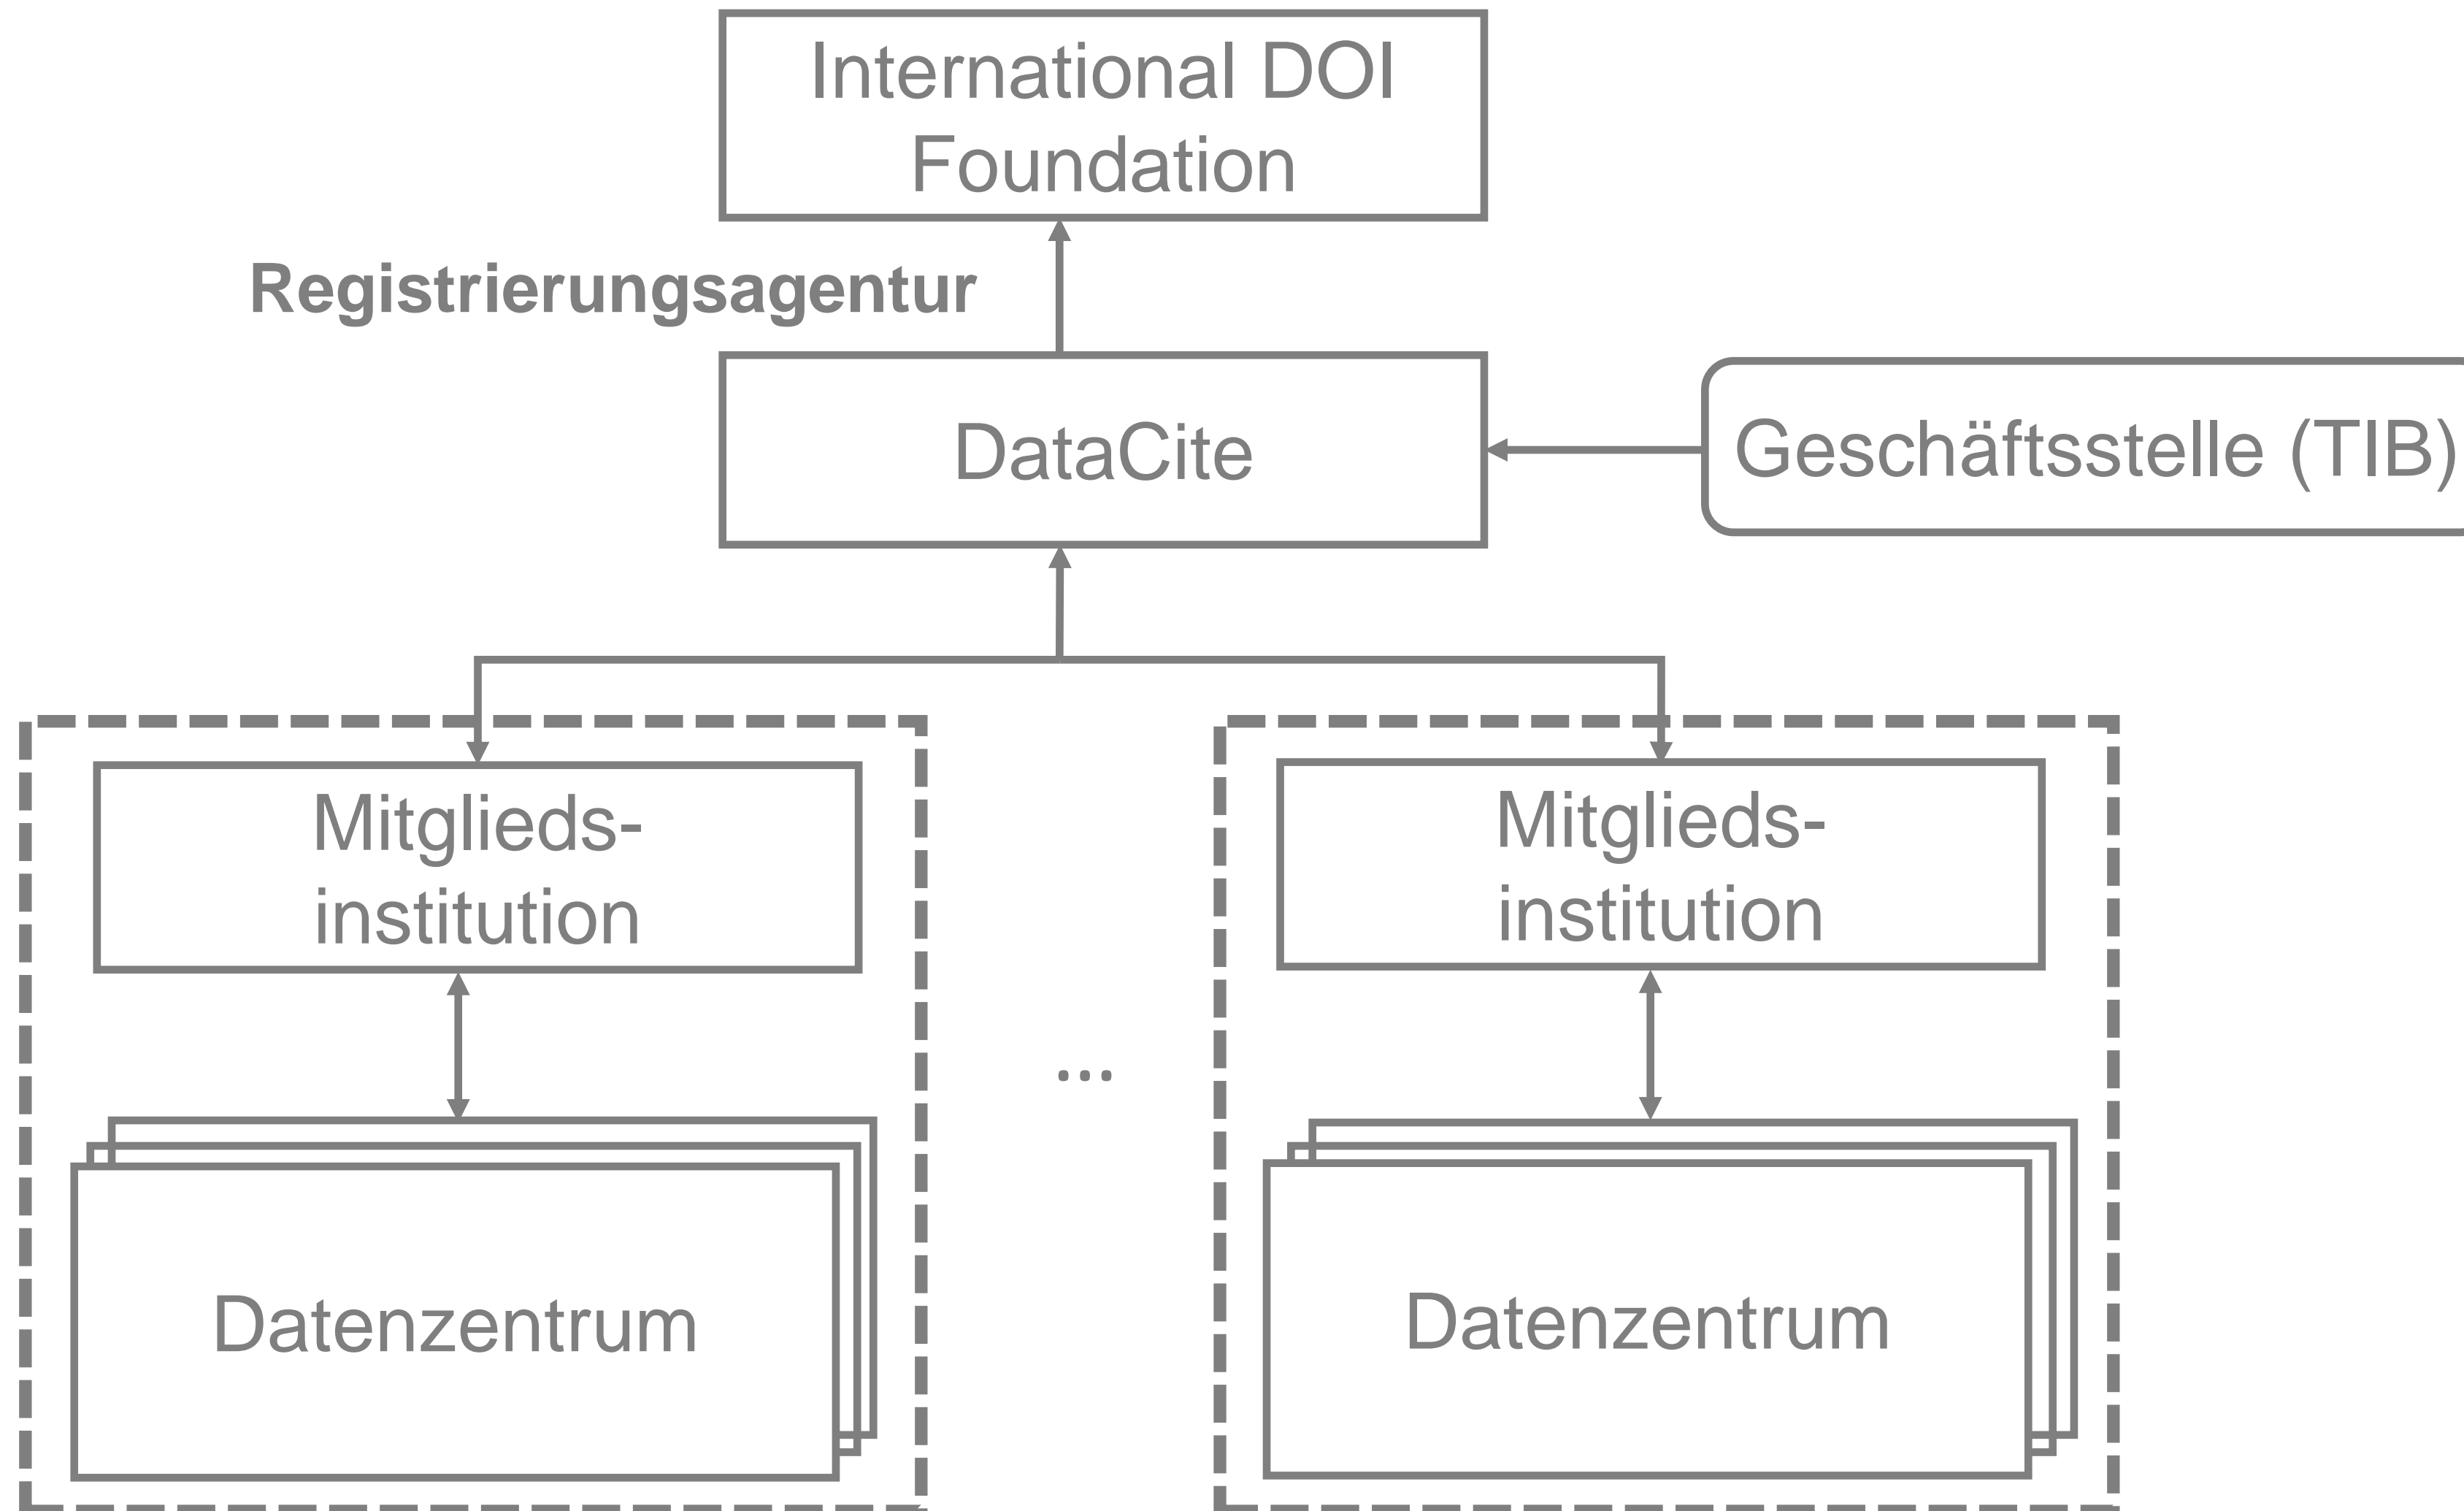 International DOI
Foundation
Registrierungsagentur
DataCite
Geschäftsstelle (TIB)
Mitglieds-
institution
Mitglieds-
institution
...
Datenzentrum
Datenzentrum